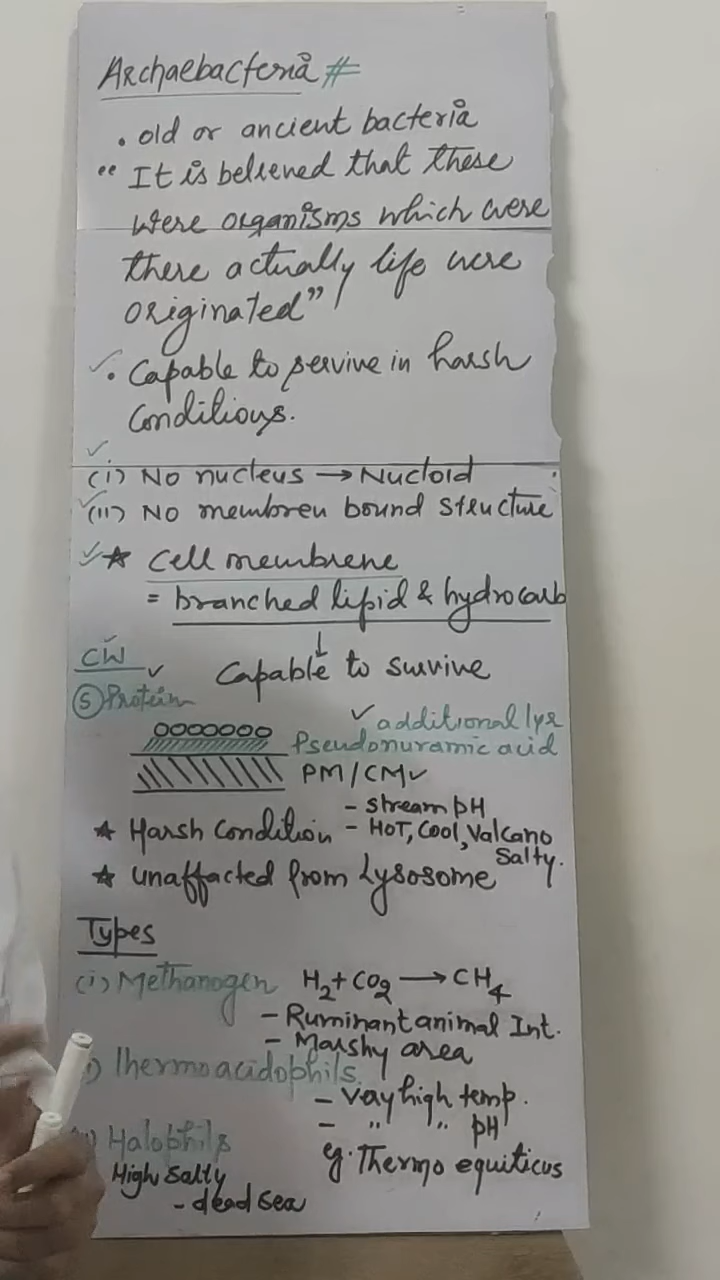 Archaebacteria #
. old or ancient bacteria
"It is believed that these
were organisms which were
there actually life were
originated"
. Capable to servive in harsh
Conditions.
(i) No nucleus → Nucloid
(ii) No membren bound structure
★ Cell membrene
= branched lipid & hydrocarb
↓
CW Capable to survive
(S) Protein
additional lye
Pseudonuramic acid
PM/CM
★ Harsh Condition - stream pH
- HOT, Cool, Valcano
Salty.
★ unaffacted from Lysosome
Types
(i) Methanogen H2 + CO2 → CH4
- Ruminant animal Int.
- Marshy area
) Thermoacidophils.
- Vary high temp.
- " " pH
Halophils eg. Thermo equiticus
High Salty
- dead sea